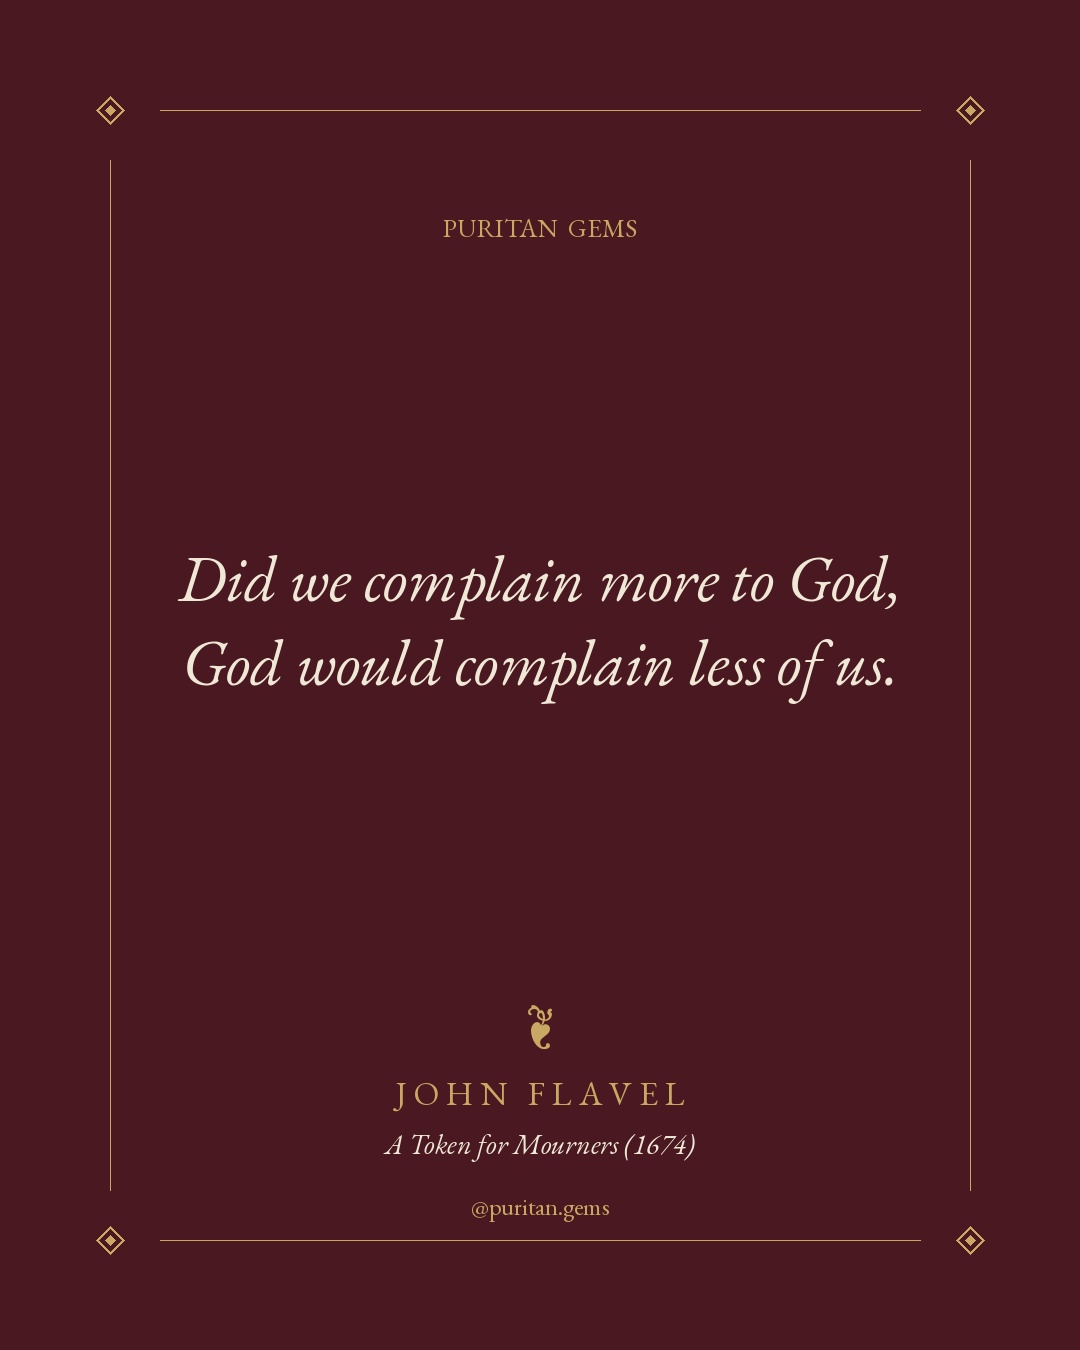 PURITAN GEMS
Did we complain more to God,
God would complain less of us.
JOHN FLAVEL
A Token for Mourners (1674)
@puritan.gems